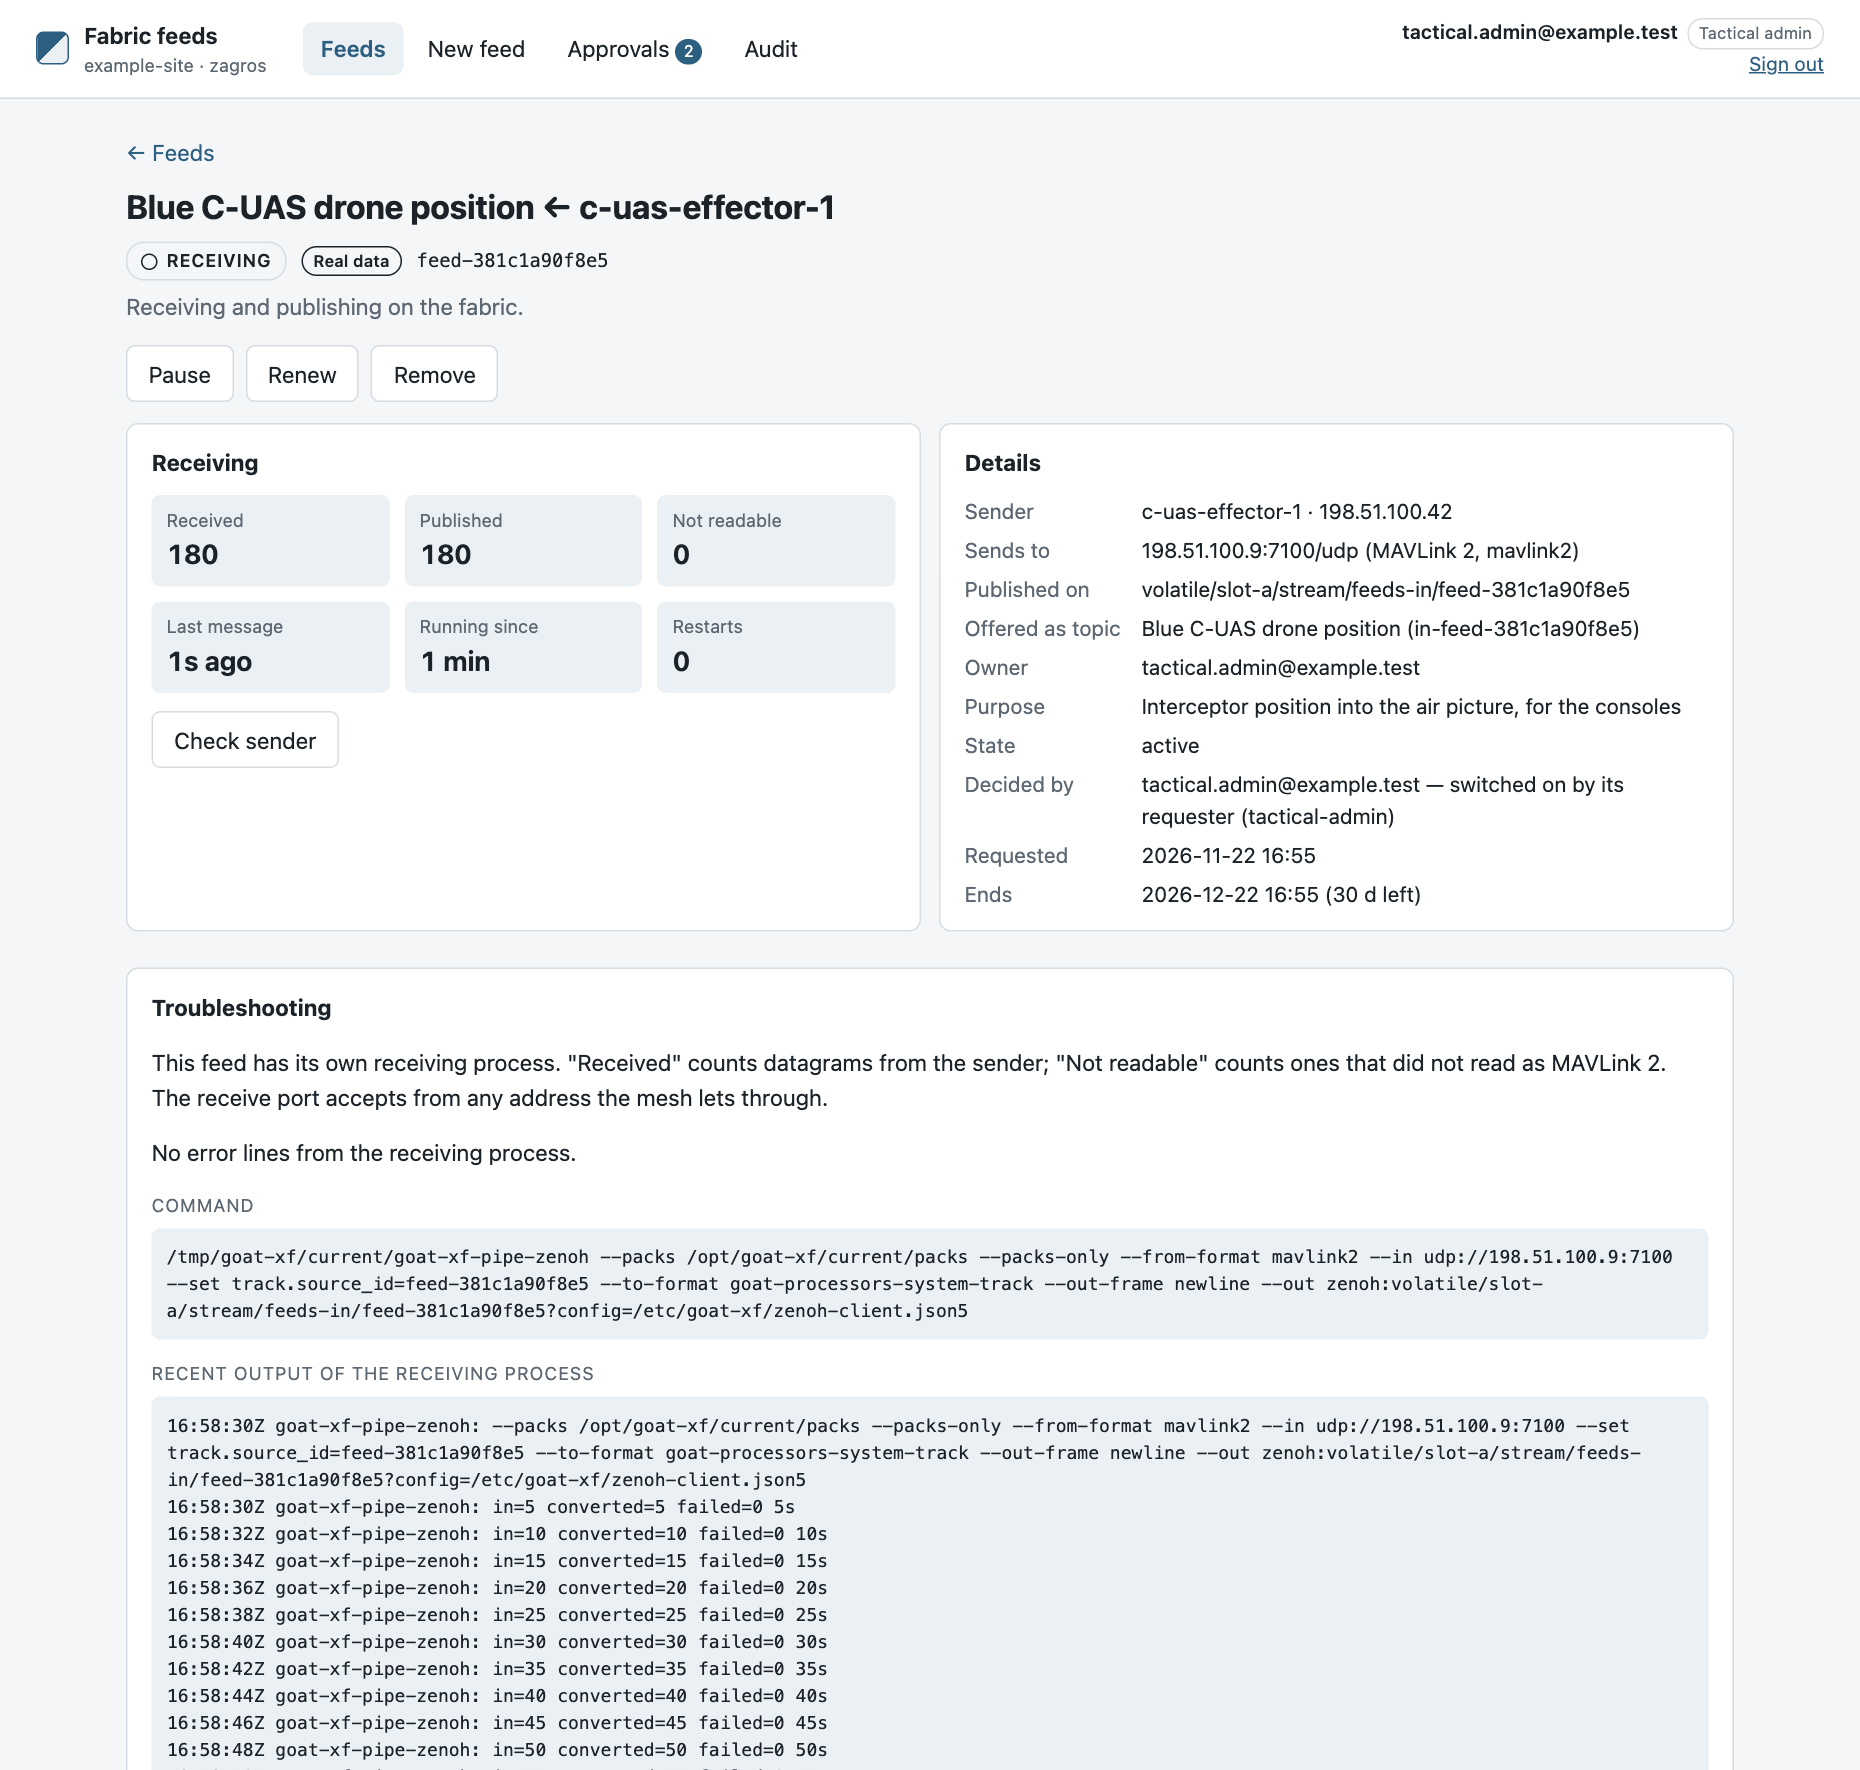 Fabric feeds
example-site · zagros
Feeds
New feed
Approvals 2
Audit
tactical.admin@example.test
Tactical admin
Sign out
← Feeds
Blue C-UAS drone position ← c-uas-effector-1
RECEIVING
Real data
feed-381c1a90f8e5
Receiving and publishing on the fabric.
Pause
Renew
Remove
Receiving
Received
180
Published
180
Not readable
0
Last message
1s ago
Running since
1 min
Restarts
0
Check sender
Details
Sender c-uas-effector-1 · 198.51.100.42
Sends to 198.51.100.9:7100/udp (MAVLink 2, mavlink2)
Published on volatile/slot-a/stream/feeds-in/feed-381c1a90f8e5
Offered as topic Blue C-UAS drone position (in-feed-381c1a90f8e5)
Owner tactical.admin@example.test
Purpose Interceptor position into the air picture, for the consoles
State active
Decided by tactical.admin@example.test — switched on by its
requester (tactical-admin)
Requested 2026-11-22 16:55
Ends 2026-12-22 16:55 (30 d left)
Troubleshooting
This feed has its own receiving process. "Received" counts datagrams from the sender; "Not readable" counts ones that did not read as MAVLink 2.
The receive port accepts from any address the mesh lets through.
No error lines from the receiving process.
COMMAND
/tmp/goat-xf/current/goat-xf-pipe-zenoh --packs /opt/goat-xf/current/packs --packs-only --from-format mavlink2 --in udp://198.51.100.9:7100
--set track.source_id=feed-381c1a90f8e5 --to-format goat-processors-system-track --out-frame newline --out zenoh:volatile/slot-
a/stream/feeds-in/feed-381c1a90f8e5?config=/etc/goat-xf/zenoh-client.json5
RECENT OUTPUT OF THE RECEIVING PROCESS
16:58:30Z goat-xf-pipe-zenoh: --packs /opt/goat-xf/current/packs --packs-only --from-format mavlink2 --in udp://198.51.100.9:7100 --set
track.source_id=feed-381c1a90f8e5 --to-format goat-processors-system-track --out-frame newline --out zenoh:volatile/slot-a/stream/feeds-
in/feed-381c1a90f8e5?config=/etc/goat-xf/zenoh-client.json5
16:58:30Z goat-xf-pipe-zenoh: in=5 converted=5 failed=0 5s
16:58:32Z goat-xf-pipe-zenoh: in=10 converted=10 failed=0 10s
16:58:34Z goat-xf-pipe-zenoh: in=15 converted=15 failed=0 15s
16:58:36Z goat-xf-pipe-zenoh: in=20 converted=20 failed=0 20s
16:58:38Z goat-xf-pipe-zenoh: in=25 converted=25 failed=0 25s
16:58:40Z goat-xf-pipe-zenoh: in=30 converted=30 failed=0 30s
16:58:42Z goat-xf-pipe-zenoh: in=35 converted=35 failed=0 35s
16:58:44Z goat-xf-pipe-zenoh: in=40 converted=40 failed=0 40s
16:58:46Z goat-xf-pipe-zenoh: in=45 converted=45 failed=0 45s
16:58:48Z goat-xf-pipe-zenoh: in=50 converted=50 failed=0 50s